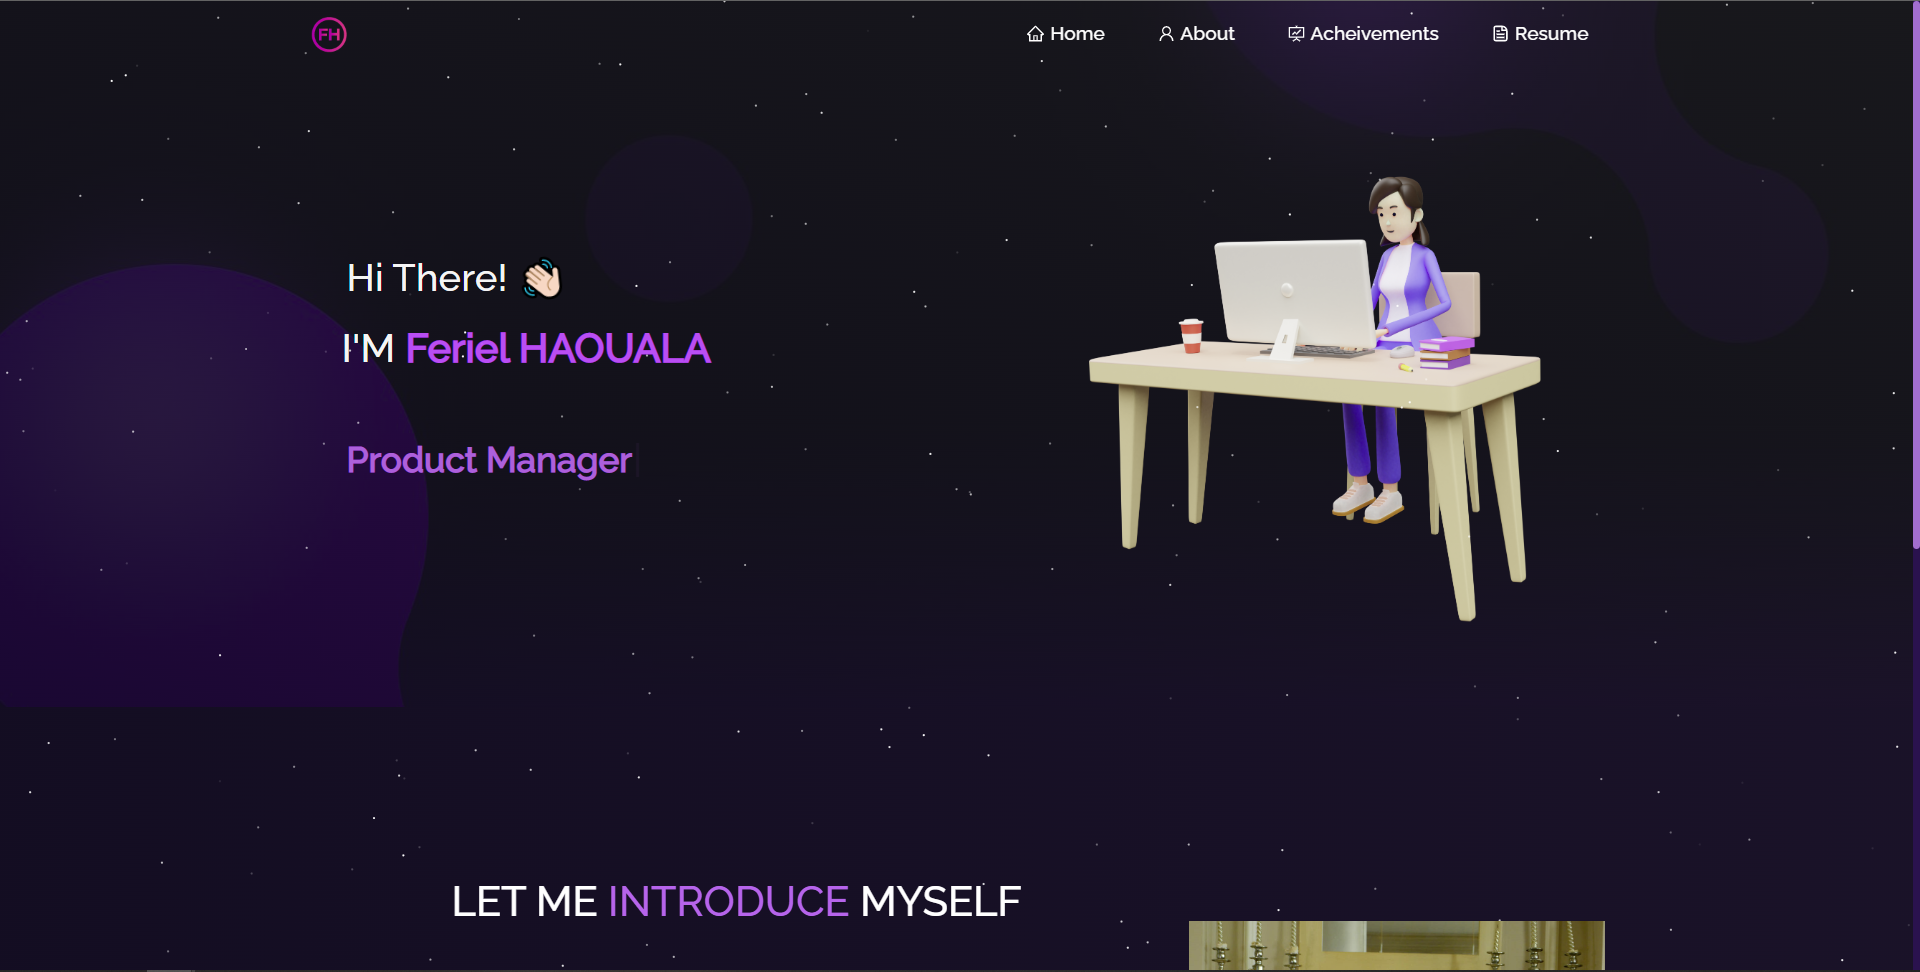 FH
Home
About
Acheivements
Resume
Hi There! 👋🏻
I'M Feriel HAOUALA
Product Manager
LET ME INTRODUCE MYSELF